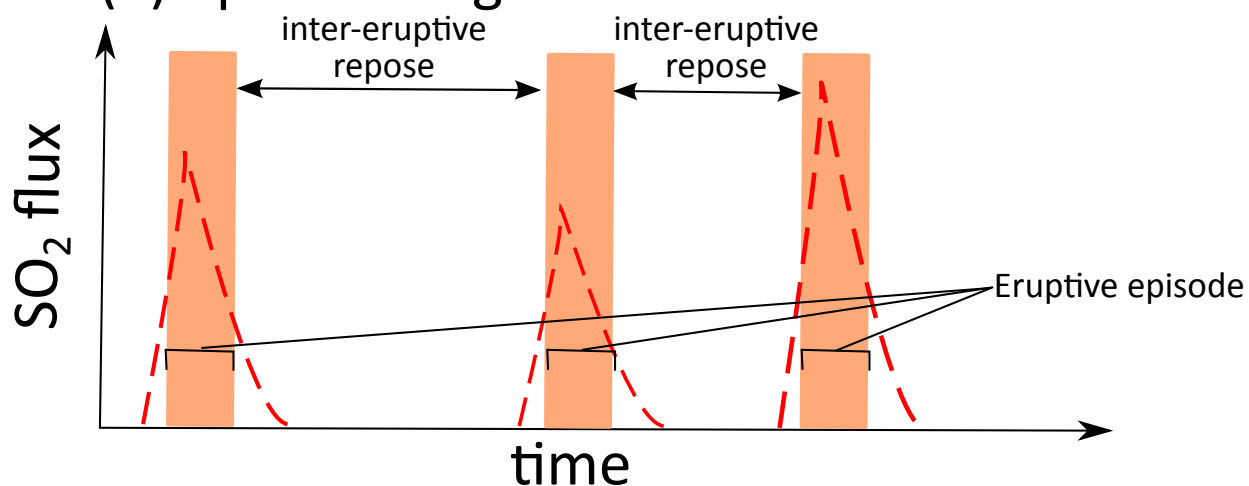 inter-eruptive
repose
inter-eruptive
repose
SO₂ flux
Eruptive episode
time